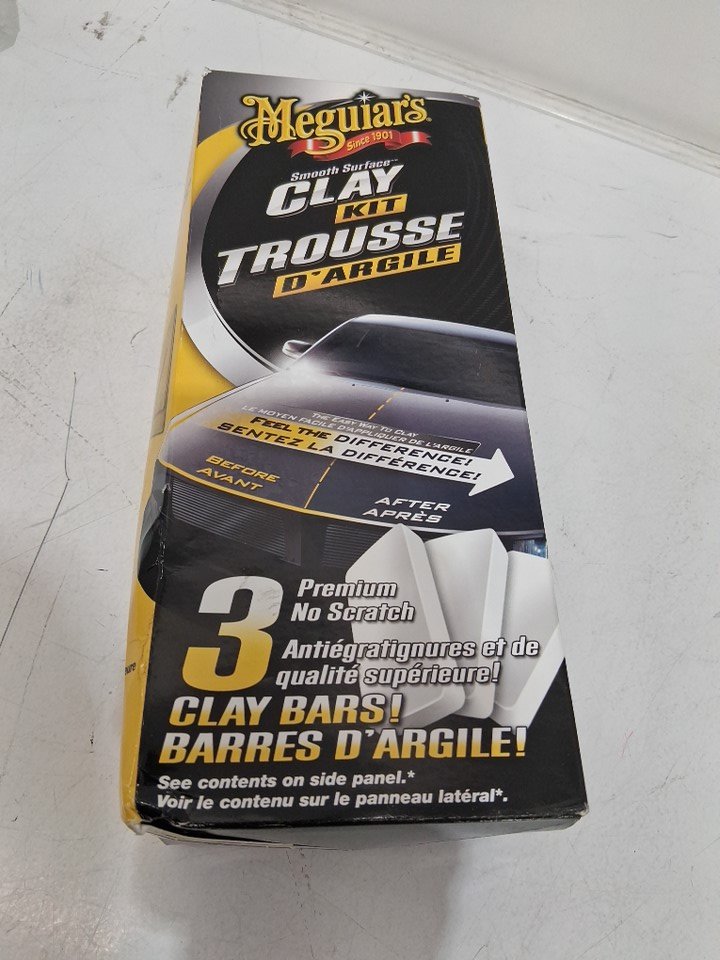 Meguiar's
Since 1901
Smooth Surface™
CLAY
KIT
TROUSSE
D'ARGILE
THE EASY WAY TO CLAY
LE MOYEN FACILE D'APPLIQUER DE L'ARGILE
FEEL THE DIFFERENCE!
SENTEZ LA DIFFÉRENCE!
BEFORE
AVANT
AFTER
APRÈS
3
Premium
No Scratch
Antiégratignures et de
qualité supérieure!
CLAY BARS!
BARRES D'ARGILE!
See contents on side panel.*
Voir le contenu sur le panneau latéral*.